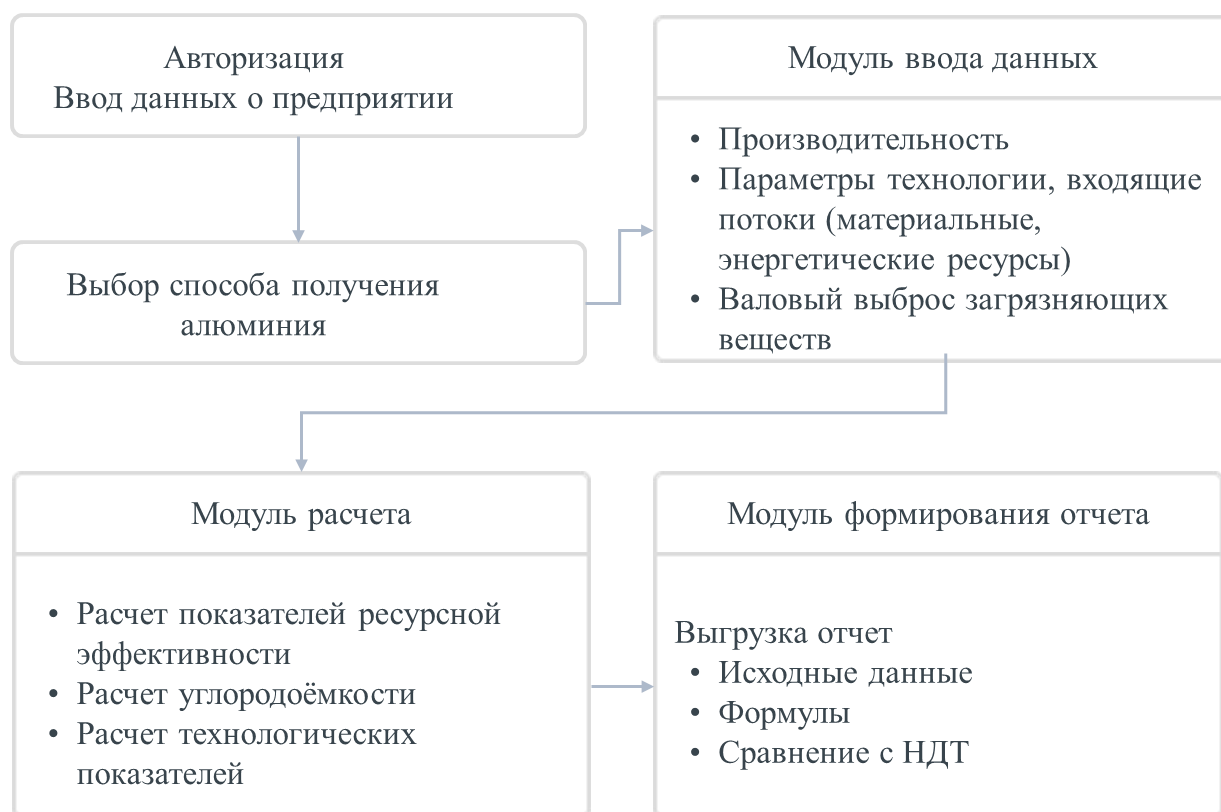 Авторизация
Ввод данных о предприятии
Выбор способа получения
алюминия
Модуль ввода данных
• Производительность
• Параметры технологии, входящие
потоки (материальные,
энергетические ресурсы)
• Валовый выброс загрязняющих
веществ
Модуль расчета
• Расчет показателей ресурсной
эффективности
• Расчет углородоёмкости
• Расчет технологических
показателей
Модуль формирования отчета
Выгрузка отчет
• Исходные данные
• Формулы
• Сравнение с НДТ